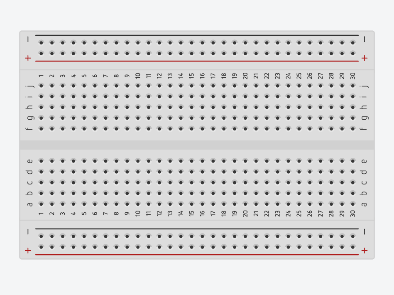 − −
+ +
1 2 3 4 5 6 7 8 9 10 11 12 13 14 15 16 17 18 19 20 21 22 23 24 25 26 27 28 29 30
j j
i i
h h
g g
f f
e e
d d
c c
b b
a a
1 2 3 4 5 6 7 8 9 10 11 12 13 14 15 16 17 18 19 20 21 22 23 24 25 26 27 28 29 30
− −
+ +